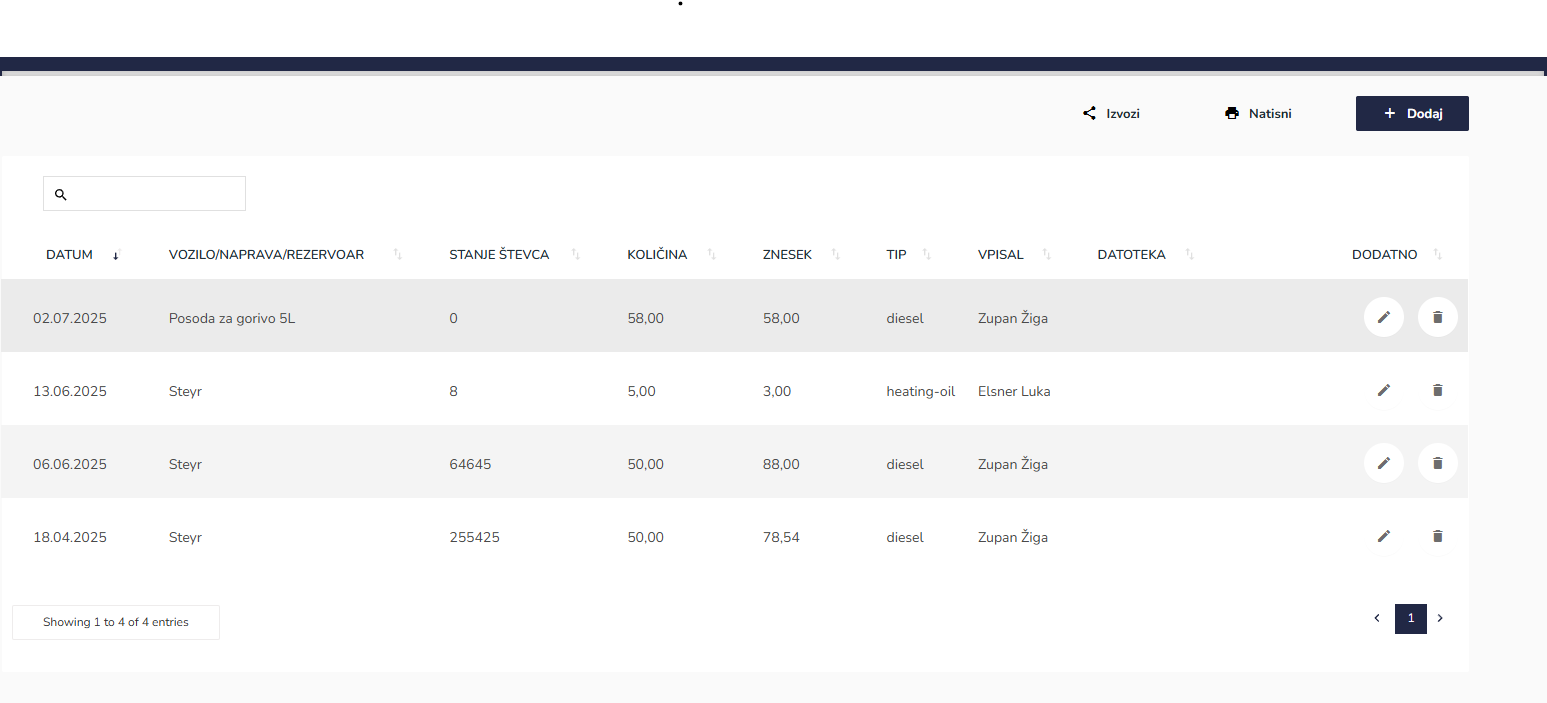 Izvozi Natisni + Dodaj
DATUM VOZILO/NAPRAVA/REZERVOAR STANJE ŠTEVCA KOLIČINA ZNESEK TIP VPISAL DATOTEKA DODATNO
02.07.2025 Posoda za gorivo 5L 0 58,00 58,00 diesel Zupan Žiga
13.06.2025 Steyr 8 5,00 3,00 heating-oil Elsner Luka
06.06.2025 Steyr 64645 50,00 88,00 diesel Zupan Žiga
18.04.2025 Steyr 255425 50,00 78,54 diesel Zupan Žiga
Showing 1 to 4 of 4 entries 1